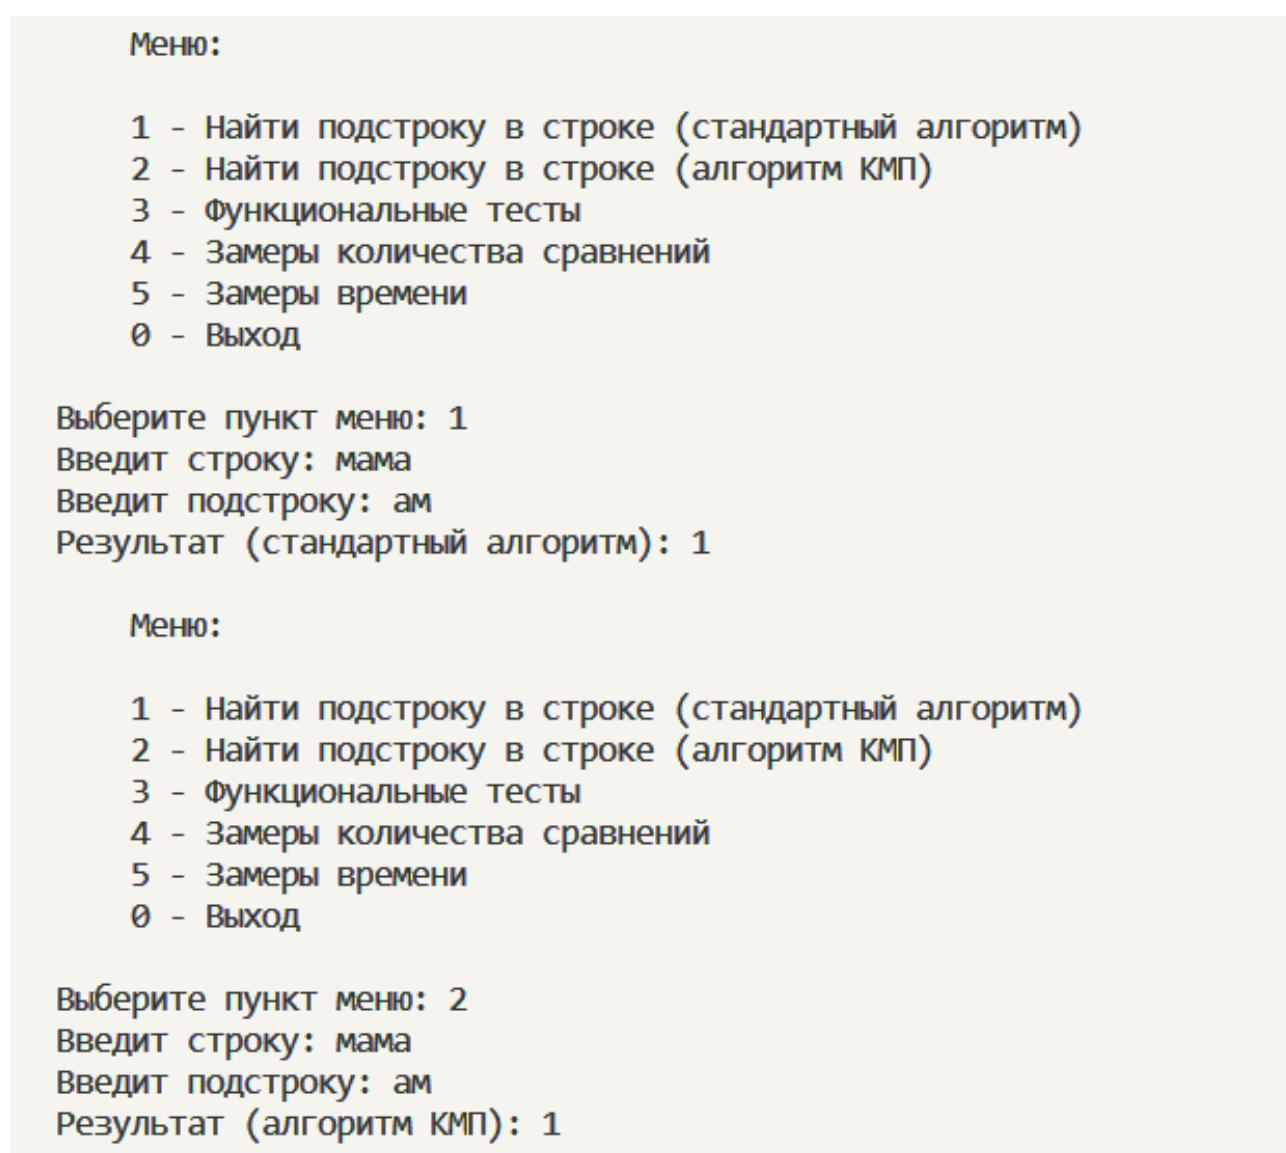 Меню:
1 - Найти подстроку в строке (стандартный алгоритм)
2 - Найти подстроку в строке (алгоритм КМП)
3 - Функциональные тесты
4 - Замеры количества сравнений
5 - Замеры времени
0 - Выход
Выберите пункт меню: 1
Введит строку: мама
Введит подстроку: ам
Результат (стандартный алгоритм): 1
Меню:
1 - Найти подстроку в строке (стандартный алгоритм)
2 - Найти подстроку в строке (алгоритм КМП)
3 - Функциональные тесты
4 - Замеры количества сравнений
5 - Замеры времени
0 - Выход
Выберите пункт меню: 2
Введит строку: мама
Введит подстроку: ам
Результат (алгоритм КМП): 1